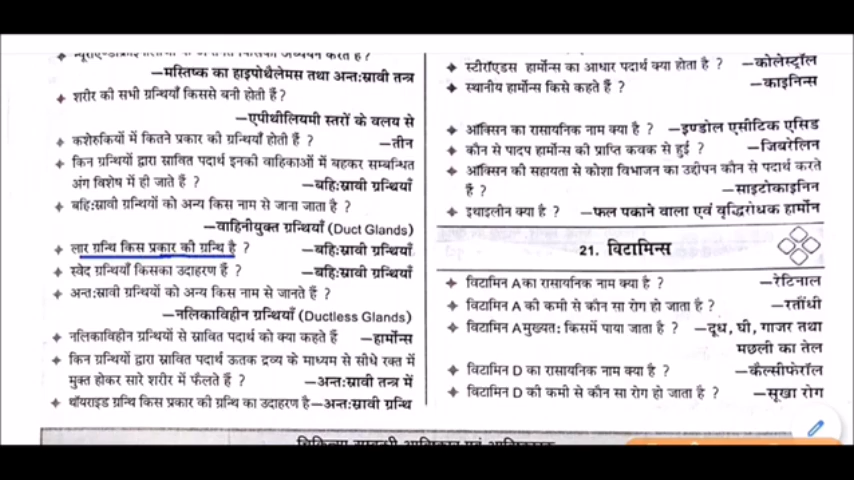 —मस्तिष्क का हाइपोथैलेमस तथा अन्तःस्रावी तन्त्र
शरीर की सभी ग्रन्थियाँ किससे बनी होती हैं?
—एपीथीलियमी स्तरों के वलय से
कशेरुकियों में कितने प्रकार की ग्रन्थियाँ होती हैं ? —तीन
किन ग्रन्थियों द्वारा स्रावित पदार्थ इनकी वाहिकाओं में बहकर सम्बन्धित
अंग विशेष में ही जाते हैं ? —बहिःस्रावी ग्रन्थियाँ
बहिःस्रावी ग्रन्थियों को अन्य किस नाम से जाना जाता है ?
—वाहिनीयुक्त ग्रन्थियाँ (Duct Glands)
लार ग्रन्थि किस प्रकार की ग्रन्थि है ? —बहिःस्रावी ग्रन्थियाँ
स्वेद ग्रन्थियाँ किसका उदाहरण हैं ? —बहिःस्रावी ग्रन्थियाँ
अन्तःस्रावी ग्रन्थियों को अन्य किस नाम से जानते हैं ?
—नलिकाविहीन ग्रन्थियाँ (Ductless Glands)
नलिकाविहीन ग्रन्थियों से स्रावित पदार्थ को क्या कहते हैं —हार्मोन्स
किन ग्रन्थियों द्वारा स्रावित पदार्थ ऊतक द्रव्य के माध्यम से सीधे रक्त में
मुक्त होकर सारे शरीर में फैलते हैं ? —अन्तःस्रावी तन्त्र में
थॉयराइड ग्रन्थि किस प्रकार की ग्रन्थि का उदाहरण है—अन्तःस्रावी ग्रन्थि
स्टीरॉएडस हार्मोन्स का आधार पदार्थ क्या होता है ? —कोलेस्ट्रॉल
स्थानीय हार्मोन्स किसे कहते हैं ? —काइनिन्स
ऑक्सिन का रासायनिक नाम क्या है ? —इण्डोल एसीटिक एसिड
कौन से पादप हार्मोन्स की प्राप्ति कवक से हुई ? —जिबरेलिन
ऑक्सिन की सहायता से कोशा विभाजन का उद्दीपन कौन से पदार्थ करते
हैं ? —साइटोकाइनिन
इथाइलीन क्या है ? —फल पकाने वाला एवं वृद्धिरोधक हार्मोन
21. विटामिन्स
विटामिन A का रासायनिक नाम क्या है ? —रेटिनाल
विटामिन A की कमी से कौन सा रोग हो जाता है ? —रतौंधी
विटामिन A मुख्यतः किसमें पाया जाता है ? —दूध, घी, गाजर तथा
मछली का तेल
विटामिन D का रासायनिक नाम क्या है ? —कैल्सीफेरॉल
विटामिन D की कमी से कौन सा रोग हो जाता है ? —सूखा रोग